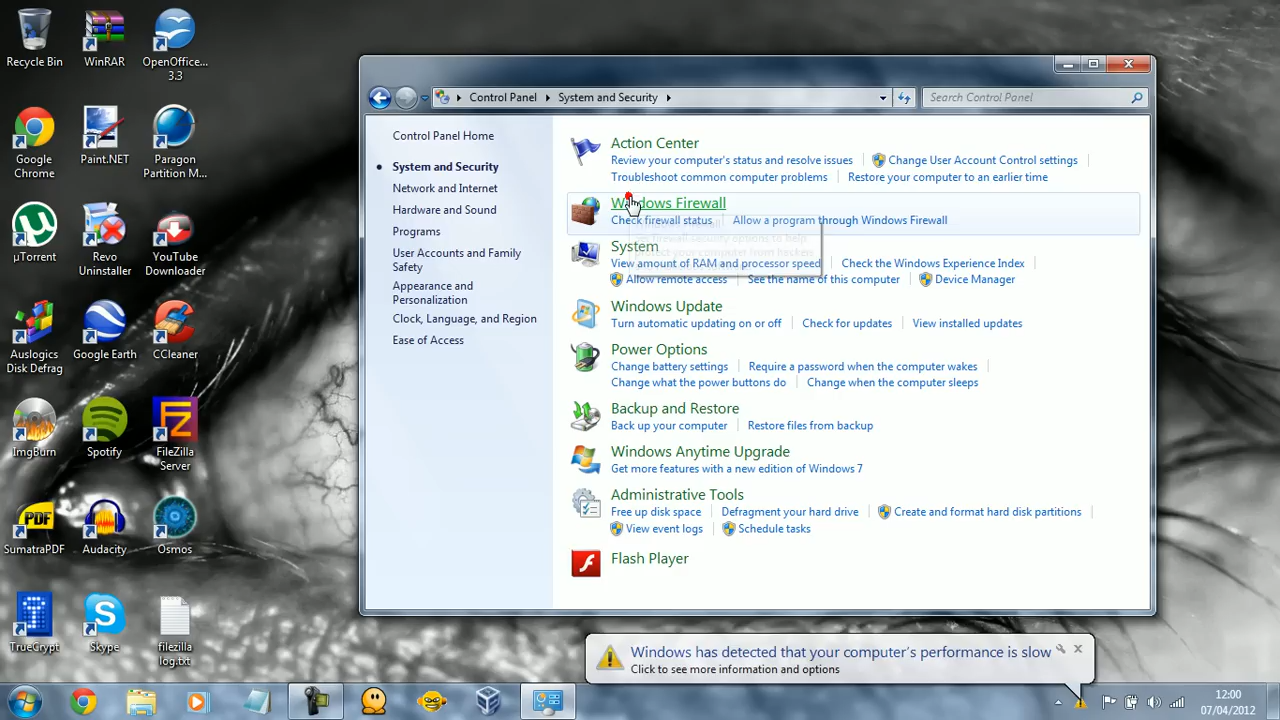 Recycle Bin
WinRAR
OpenOffice...
3.3
Google
Chrome
Paint.NET
Paragon
Partition M...
µTorrent
Revo
Uninstaller
YouTube
Downloader
Auslogics
Disk Defrag
Google Earth
CCleaner
ImgBurn
Spotify
FileZilla
Server
PDF
SumatraPDF
Audacity
Osmos
TrueCrypt
Skype
filezilla
log.txt
Control Panel
System and Security
Search Control Panel
Control Panel Home
System and Security
Network and Internet
Hardware and Sound
Programs
User Accounts and Family
Safety
Appearance and
Personalization
Clock, Language, and Region
Ease of Access
Action Center
Review your computer's status and resolve issues
Change User Account Control settings
Troubleshoot common computer problems
Restore your computer to an earlier time
Windows Firewall
Check firewall status
Allow a program through Windows Firewall
System
View amount of RAM and processor speed
Check the Windows Experience Index
Allow remote access
See the name of this computer
Device Manager
Windows Update
Turn automatic updating on or off
Check for updates
View installed updates
Power Options
Change battery settings
Require a password when the computer wakes
Change what the power buttons do
Change when the computer sleeps
Backup and Restore
Back up your computer
Restore files from backup
Windows Anytime Upgrade
Get more features with a new edition of Windows 7
Administrative Tools
Free up disk space
Defragment your hard drive
Create and format hard disk partitions
View event logs
Schedule tasks
Flash Player
Windows has detected that your computer's performance is slow
Click to see more information and options
12:00
07/04/2012